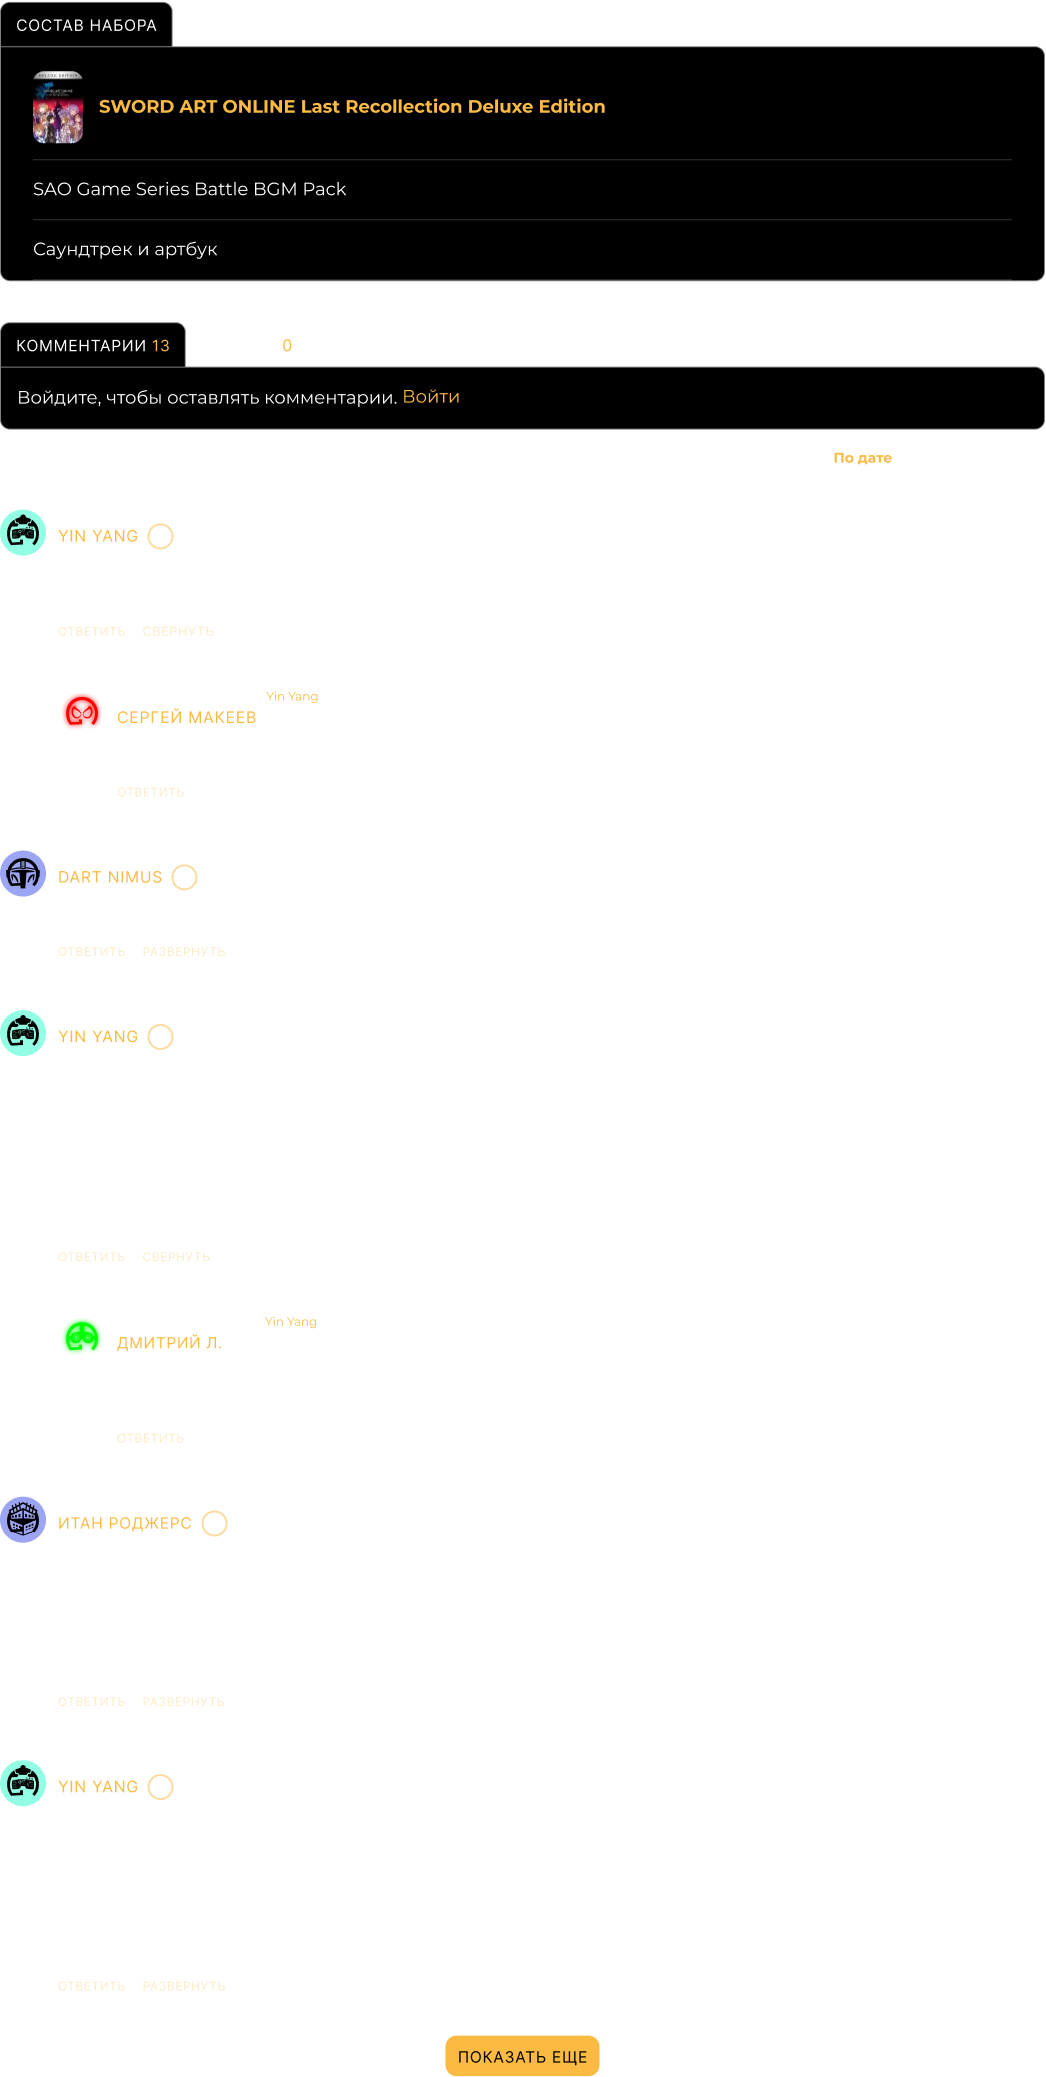 СОСТАВ НАБОРА
SWORD ART ONLINE Last Recollection Deluxe Edition
SAO Game Series Battle BGM Pack
Саундтрек и артбук
КОММЕНТАРИИ 13 0
Войдите, чтобы оставлять комментарии. Войти
По дате
YIN YANG
ОТВЕТИТЬ СВЕРНУТЬ
Yin Yang
СЕРГЕЙ МАКЕЕВ
ОТВЕТИТЬ
DART NIMUS
ОТВЕТИТЬ РАЗВЕРНУТЬ
YIN YANG
ОТВЕТИТЬ СВЕРНУТЬ
Yin Yang
ДМИТРИЙ Л.
ОТВЕТИТЬ
ИТАН РОДЖЕРС
ОТВЕТИТЬ РАЗВЕРНУТЬ
YIN YANG
ОТВЕТИТЬ РАЗВЕРНУТЬ
ПОКАЗАТЬ ЕЩЕ